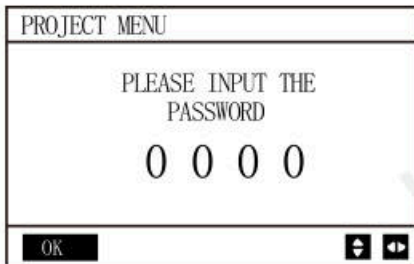 PROJECT MENU
PLEASE INPUT THE
PASSWORD
0 0 0 0
OK